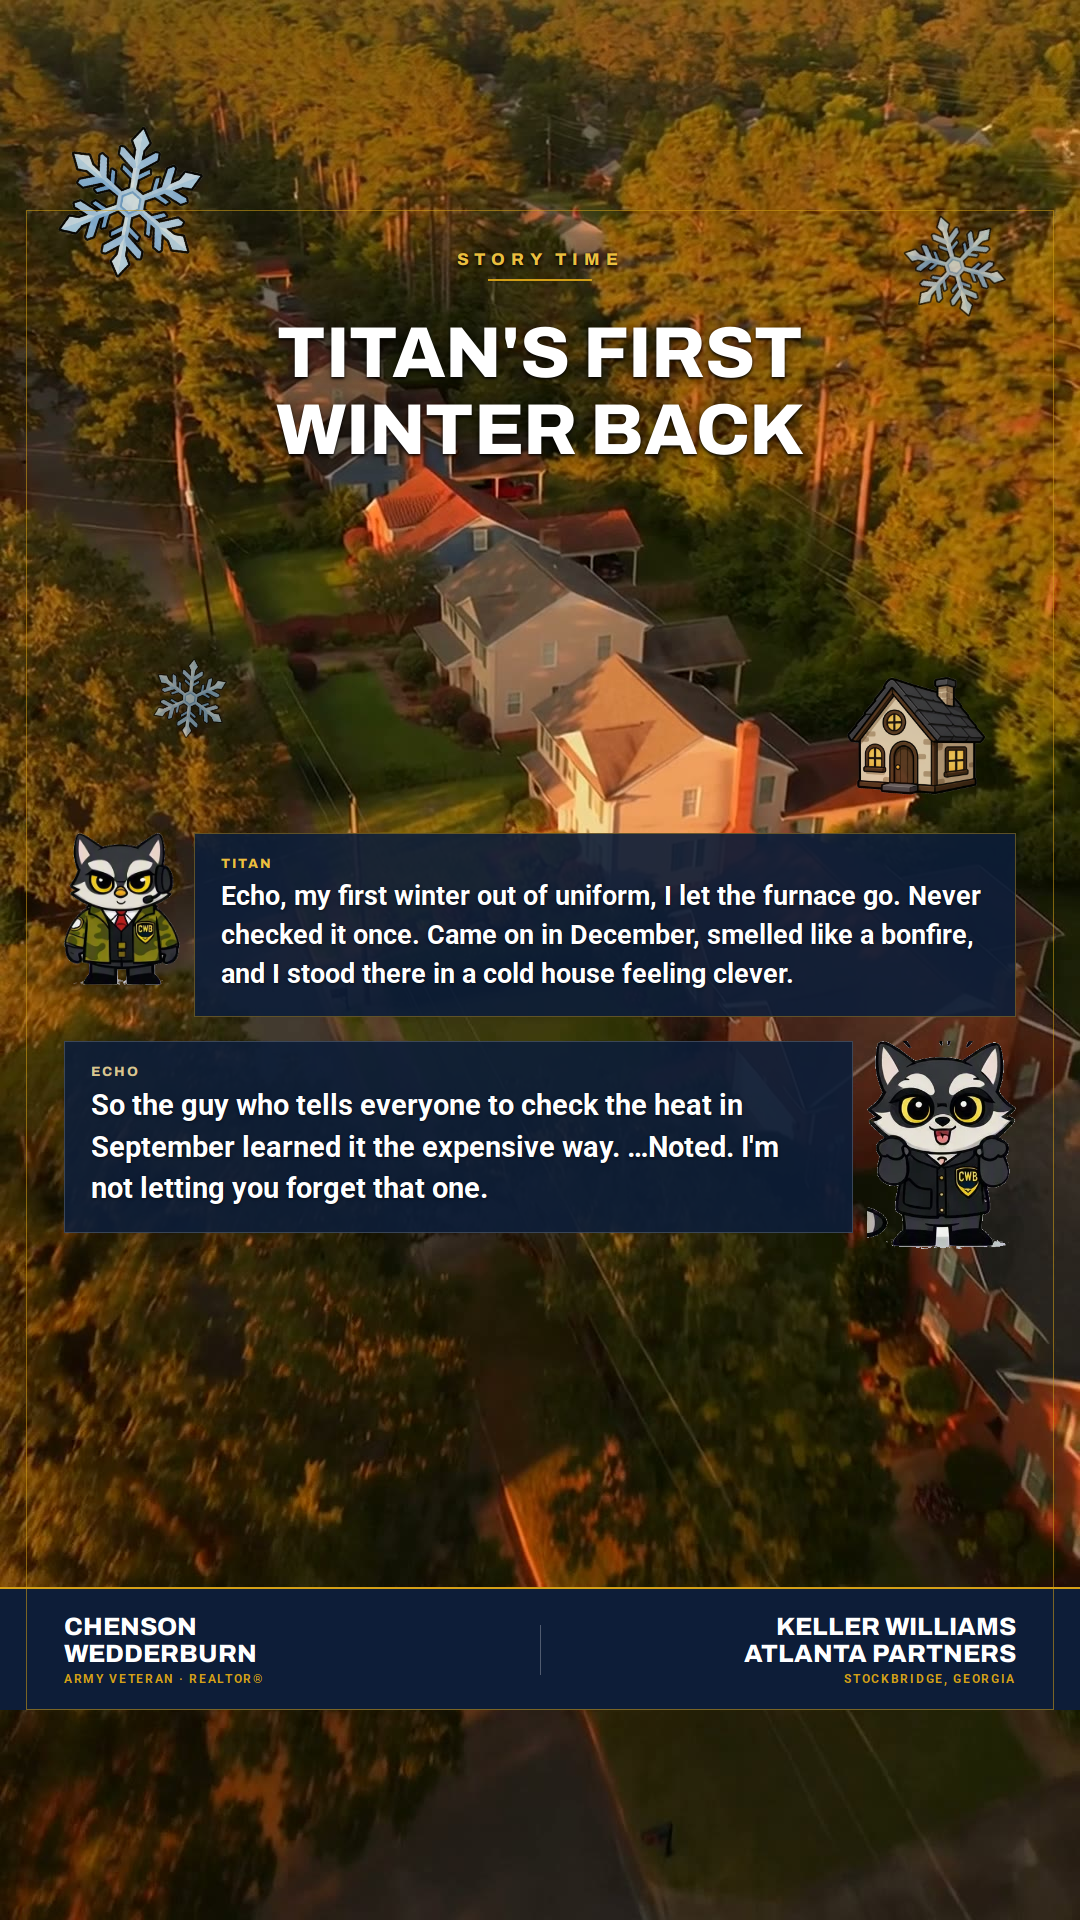 STORY TIME
TITAN'S FIRST
WINTER BACK
TITAN
Echo, my first winter out of uniform, I let the furnace go. Never
checked it once. Came on in December, smelled like a bonfire,
and I stood there in a cold house feeling clever.
CWB
ECHO
So the guy who tells everyone to check the heat in
September learned it the expensive way. ...Noted. I'm
not letting you forget that one.
CWB
CHENSON
WEDDERBURN
ARMY VETERAN · REALTOR®
KELLER WILLIAMS
ATLANTA PARTNERS
STOCKBRIDGE, GEORGIA